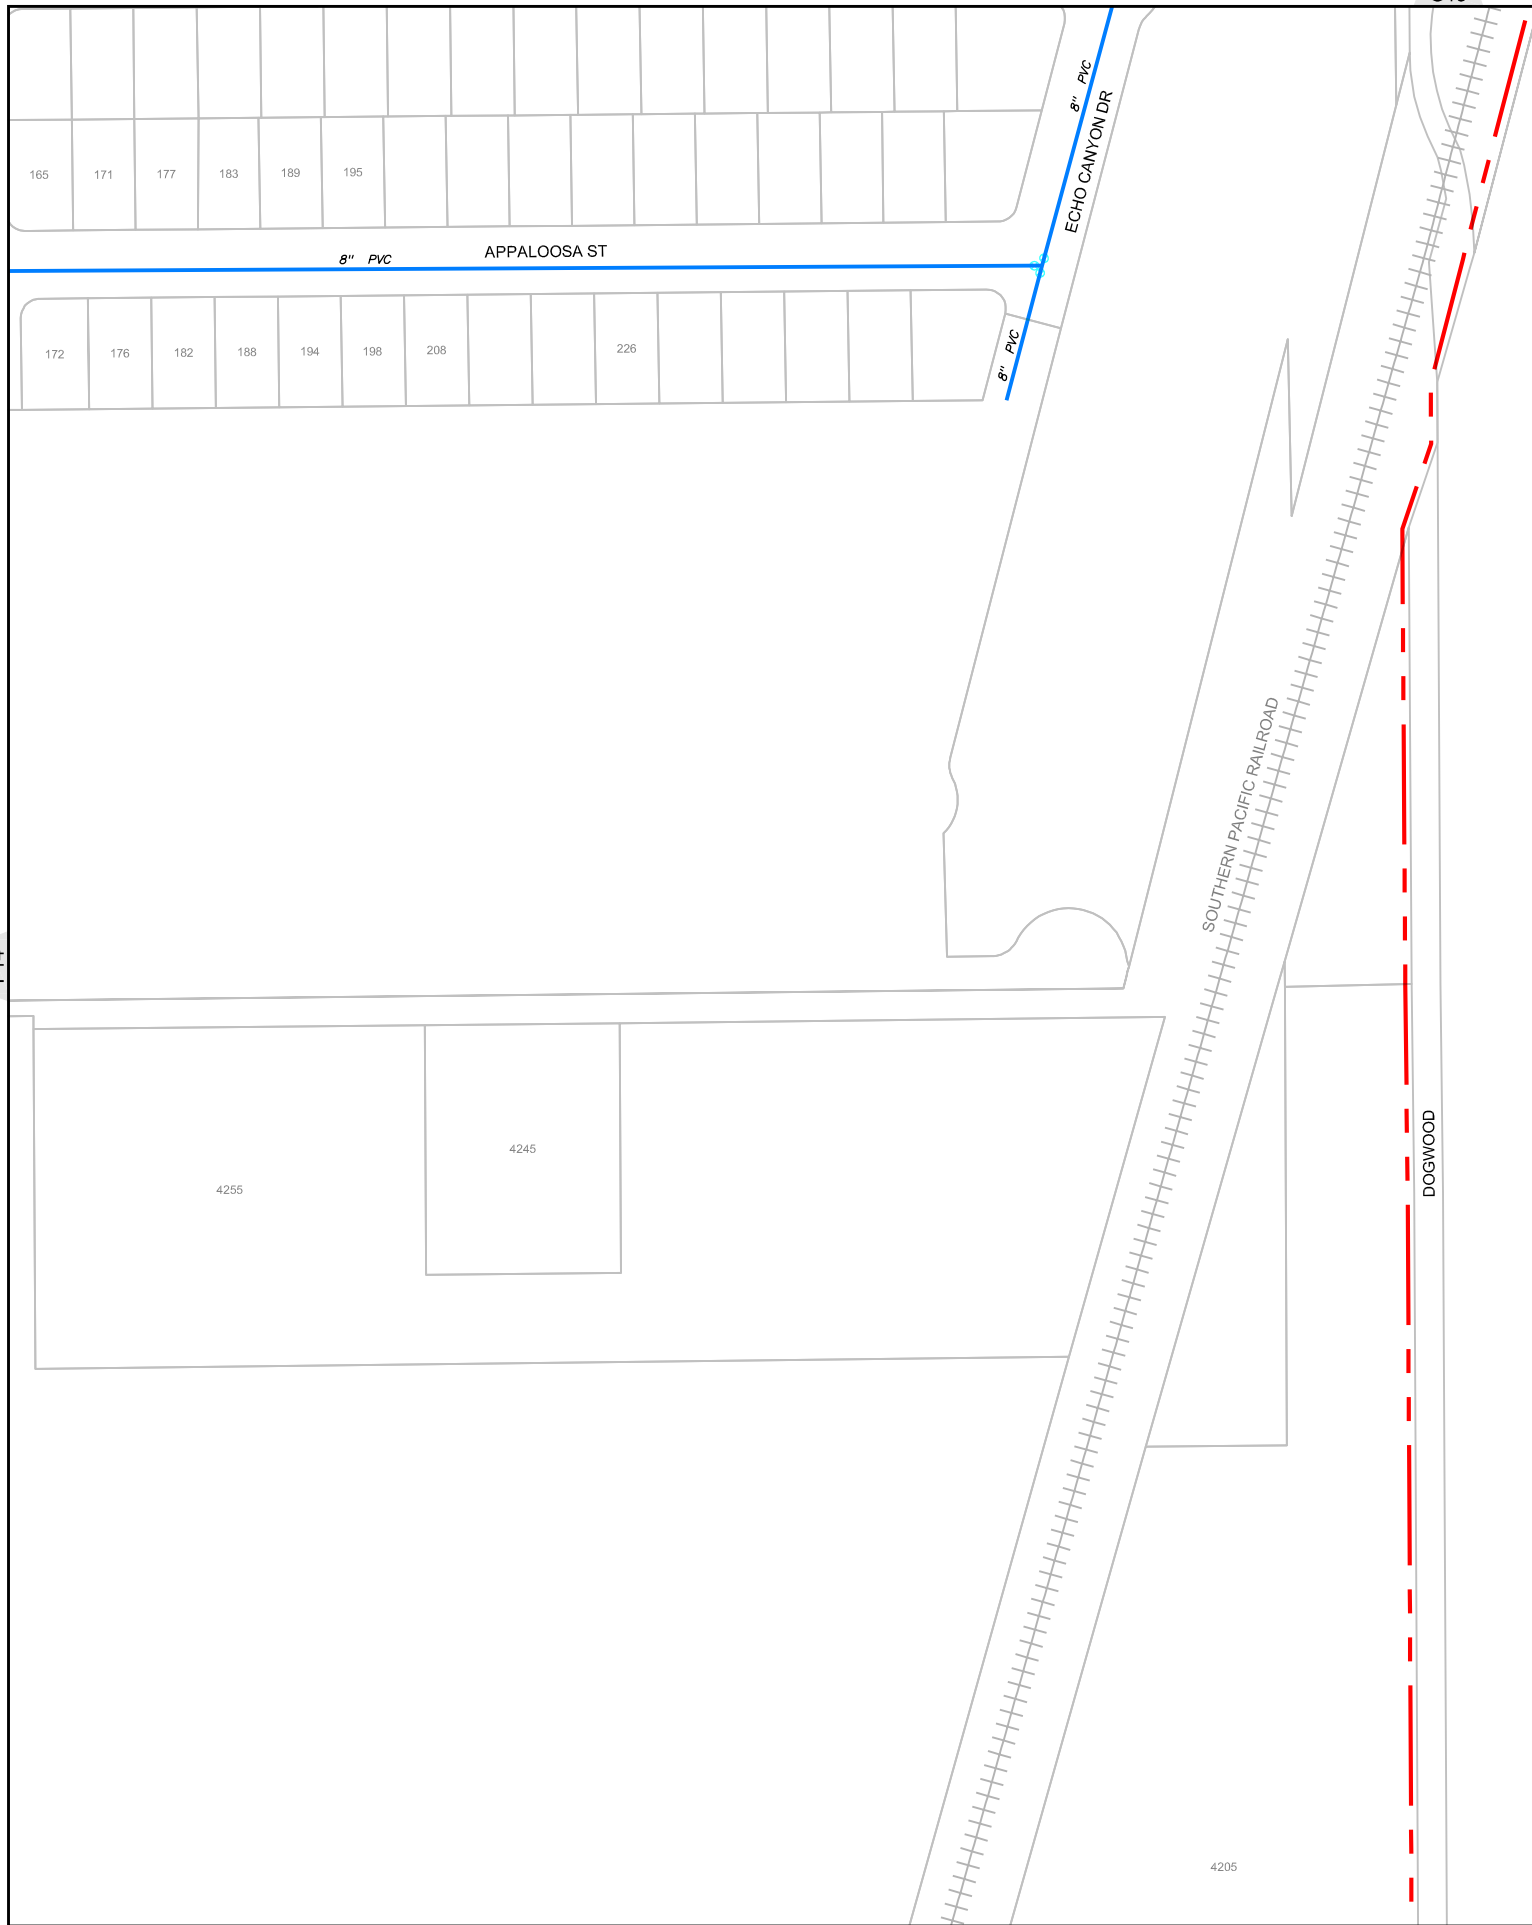 8" PVC
ECHO CANYON DR
165 171 177 183 189 195
APPALOOSA ST
8" PVC
8" PVC
172 176 182 188 194 198 208 226
SOUTHERN PACIFIC RAILROAD
DOGWOOD
4245
4255
4205